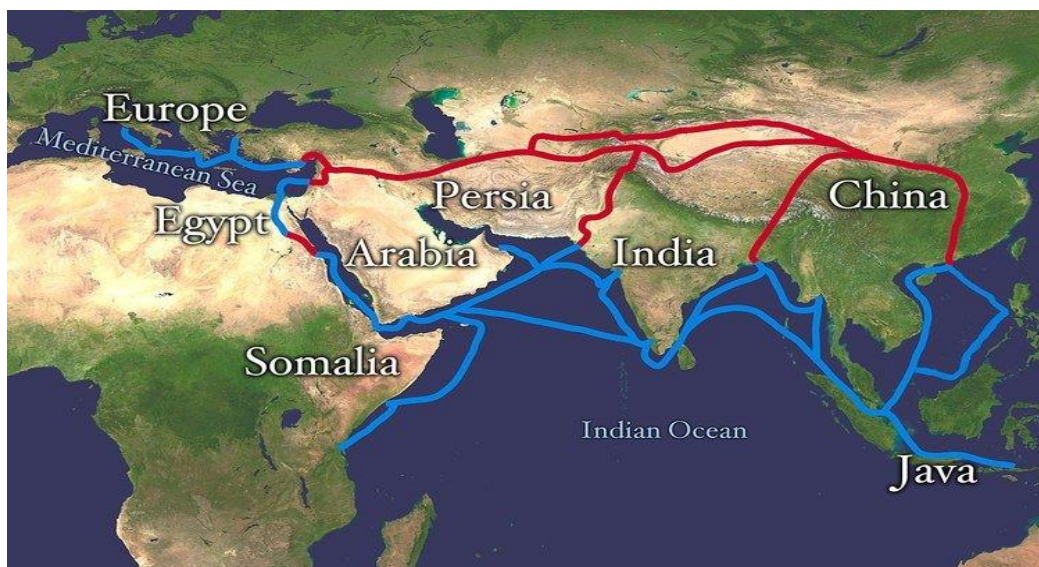 Europe
Mediterranean Sea
Egypt
Persia
China
Arabia
India
Somalia
Indian Ocean
Java